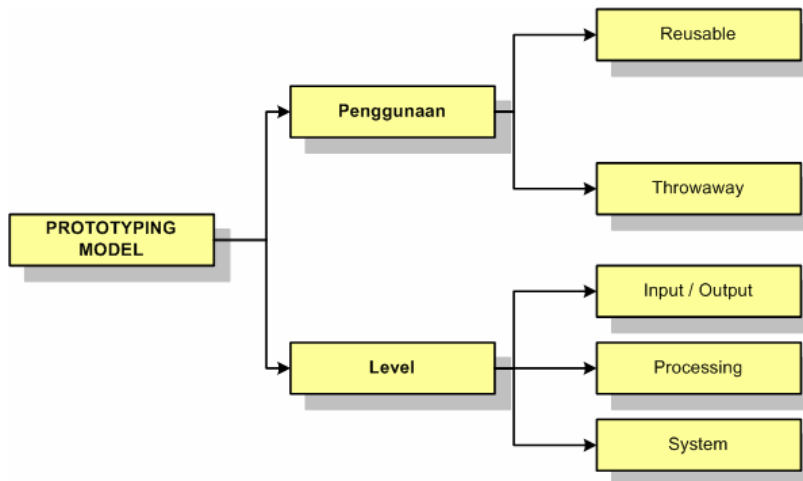 PROTOTYPING
MODEL
Penggunaan
Reusable
Throwaway
Level
Input / Output
Processing
System